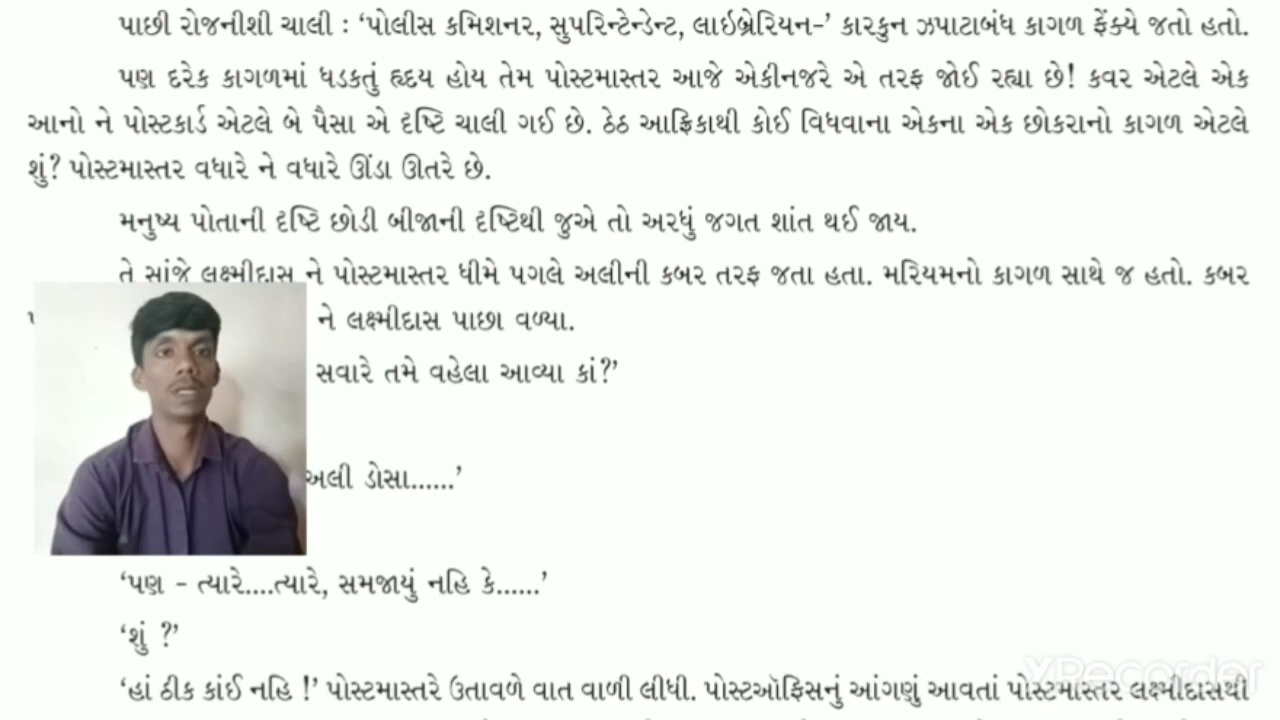 પાછી રોજનીશી ચાલી : ‘પોલીસ કમિશનર, સુપરિન્ટેન્ડેન્ટ, લાઇબ્રેરિયન-’ કારકુન ઝપાટાબંધ કાગળ ફેંક્યે જતો હતો.
પણ દરેક કાગળમાં ધડકતું હૃદય હોય તેમ પોસ્ટમાસ્તર આજે એકીનજરે એ તરફ જોઈ રહ્યા છે! કવર એટલે એક
આનો ને પોસ્ટકાર્ડ એટલે બે પૈસા એ દૃષ્ટિ ચાલી ગઈ છે. ઠેઠ આફ્રિકાથી કોઈ વિધવાના એકના એક છોકરાનો કાગળ એટલે
શું? પોસ્ટમાસ્તર વધારે ને વધારે ઊંડા ઊતરે છે.
મનુષ્ય પોતાની દૃષ્ટિ છોડી બીજાની દૃષ્ટિથી જુએ તો અરધું જગત શાંત થઈ જાય.
તે સાંજે લક્ષ્મીદાસ ને પોસ્ટમાસ્તર ધીમે પગલે અલીની કબર તરફ જતા હતા. મરિયમનો કાગળ સાથે જ હતો. કબર
ને લક્ષ્મીદાસ પાછા વળ્યા.
સવારે તમે વહેલા આવ્યા કાં?’
અલી ડોસા......’
‘પણ - ત્યારે....ત્યારે, સમજાયું નહિ કે......’
‘શું ?’
‘હાં ઠીક કાંઈ નહિ !’ પોસ્ટમાસ્તરે ઉતાવળે વાત વાળી લીધી. પોસ્ટઑફિસનું આંગણું આવતાં પોસ્ટમાસ્તર લક્ષ્મીદાસથી
XRecorder